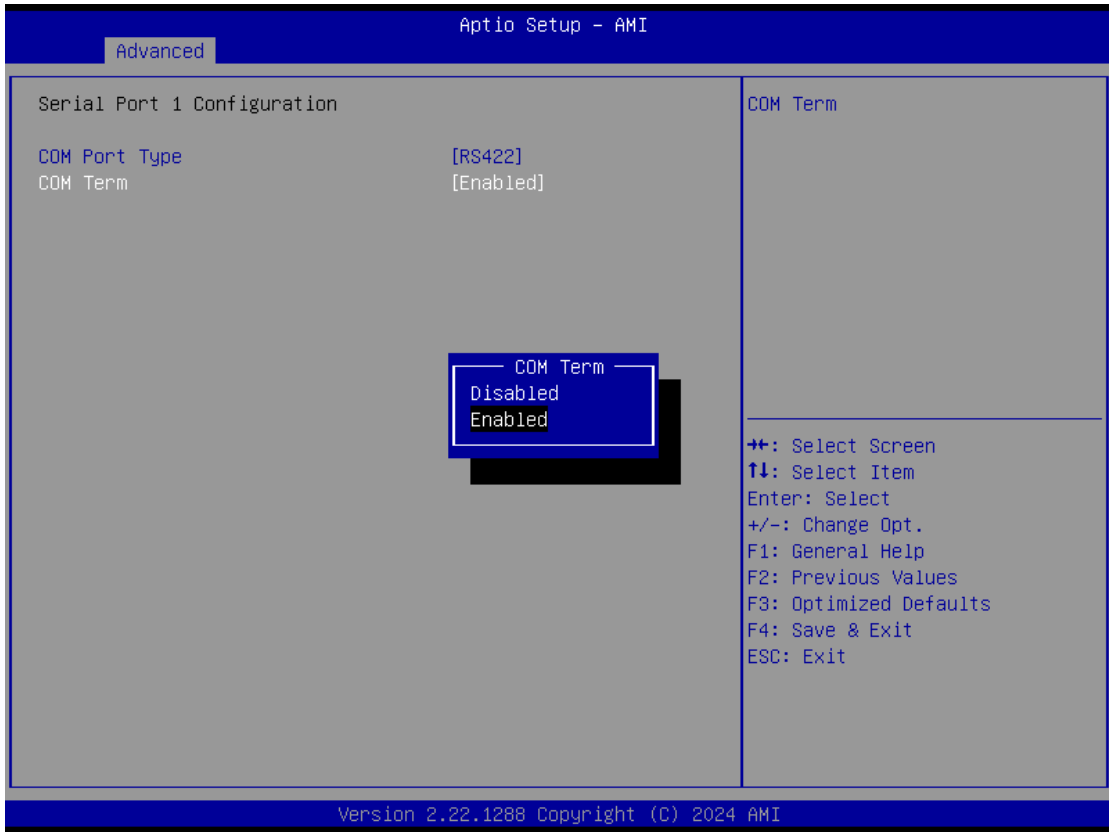 Aptio Setup - AMI
Advanced
Serial Port 1 Configuration
COM Port Type [RS422]
COM Term [Enabled]
COM Term
Disabled
Enabled
COM Term
→←: Select Screen
↑↓: Select Item
Enter: Select
+/-: Change Opt.
F1: General Help
F2: Previous Values
F3: Optimized Defaults
F4: Save & Exit
ESC: Exit
Version 2.22.1288 Copyright (C) 2024 AMI